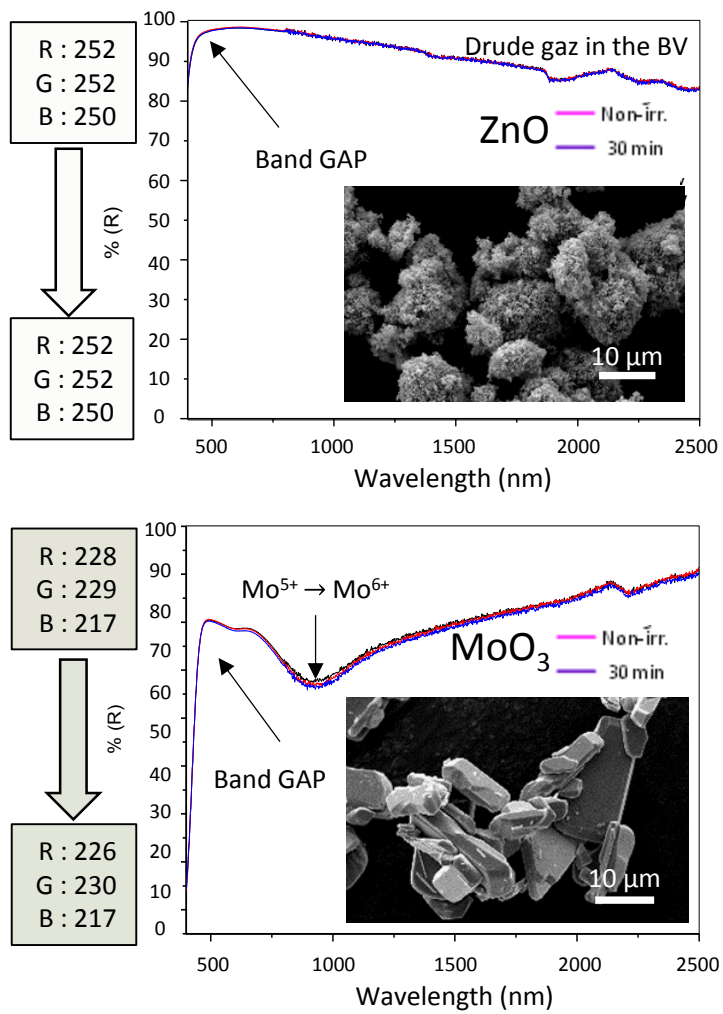 R : 252
G : 252
B : 250
R : 252
G : 252
B : 250
% (R)
100
90
80
70
60
50
40
30
20
10
0
Drude gaz in the BV
Band GAP
ZnO
Non-irr.
30 min
10 µm
500
1000
1500
2000
2500
Wavelength (nm)
R : 228
G : 229
B : 217
R : 226
G : 230
B : 217
% (R)
100
90
80
70
60
50
40
30
20
10
0
Mo⁵⁺ → Mo⁶⁺
Band GAP
MoO₃
Non-irr.
30 min
10 µm
500
1000
1500
2000
2500
Wavelength (nm)